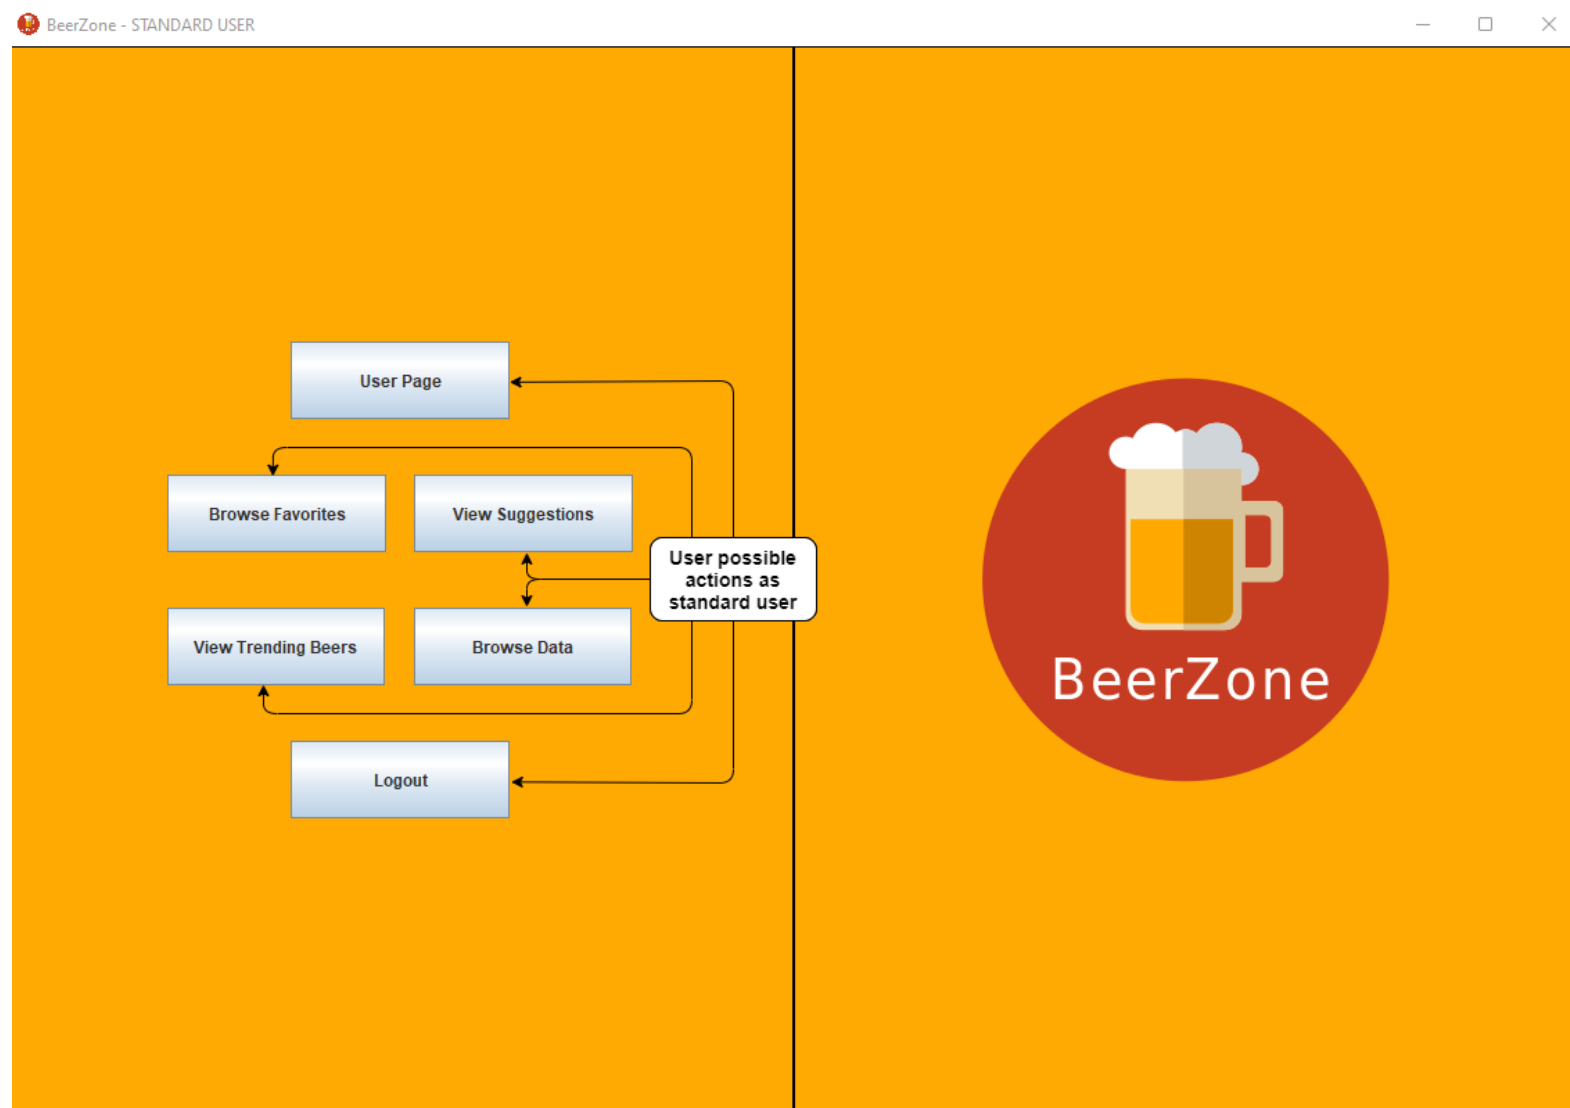 BeerZone - STANDARD USER
User Page
Browse Favorites
View Suggestions
User possible
actions as
standard user
View Trending Beers
Browse Data
Logout
BeerZone